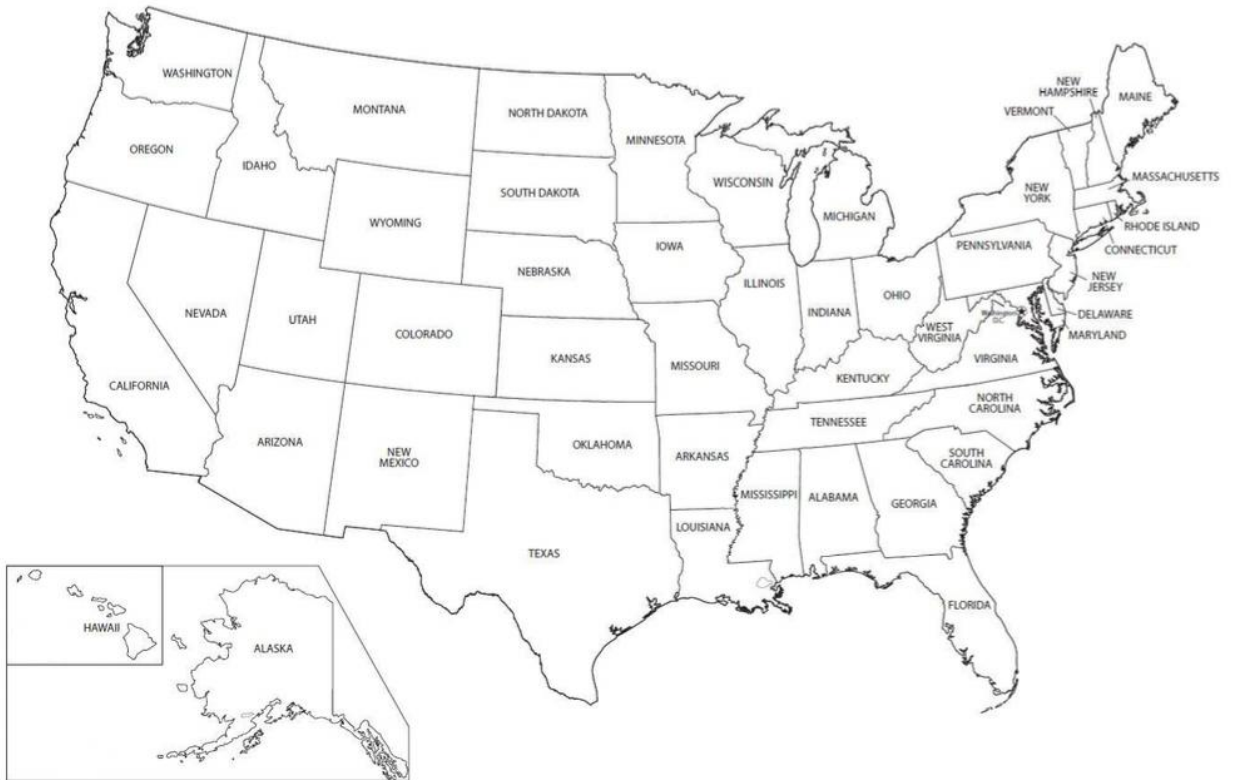 WASHINGTON
OREGON
IDAHO
MONTANA
NORTH DAKOTA
MINNESOTA
SOUTH DAKOTA
WYOMING
WISCONSIN
MICHIGAN
NEW
HAMPSHIRE
VERMONT
MAINE
MASSACHUSETTS
NEW
YORK
RHODE ISLAND
CONNECTICUT
PENNSYLVANIA
NEW
JERSEY
DELAWARE
MARYLAND
IOWA
NEBRASKA
ILLINOIS
INDIANA
OHIO
Washington
D.C.
WEST
VIRGINIA
VIRGINIA
NEVADA
UTAH
COLORADO
KANSAS
MISSOURI
KENTUCKY
CALIFORNIA
NORTH
CAROLINA
TENNESSEE
ARIZONA
NEW
MEXICO
OKLAHOMA
ARKANSAS
SOUTH
CAROLINA
MISSISSIPPI
ALABAMA
GEORGIA
LOUISIANA
TEXAS
FLORIDA
HAWAII
ALASKA